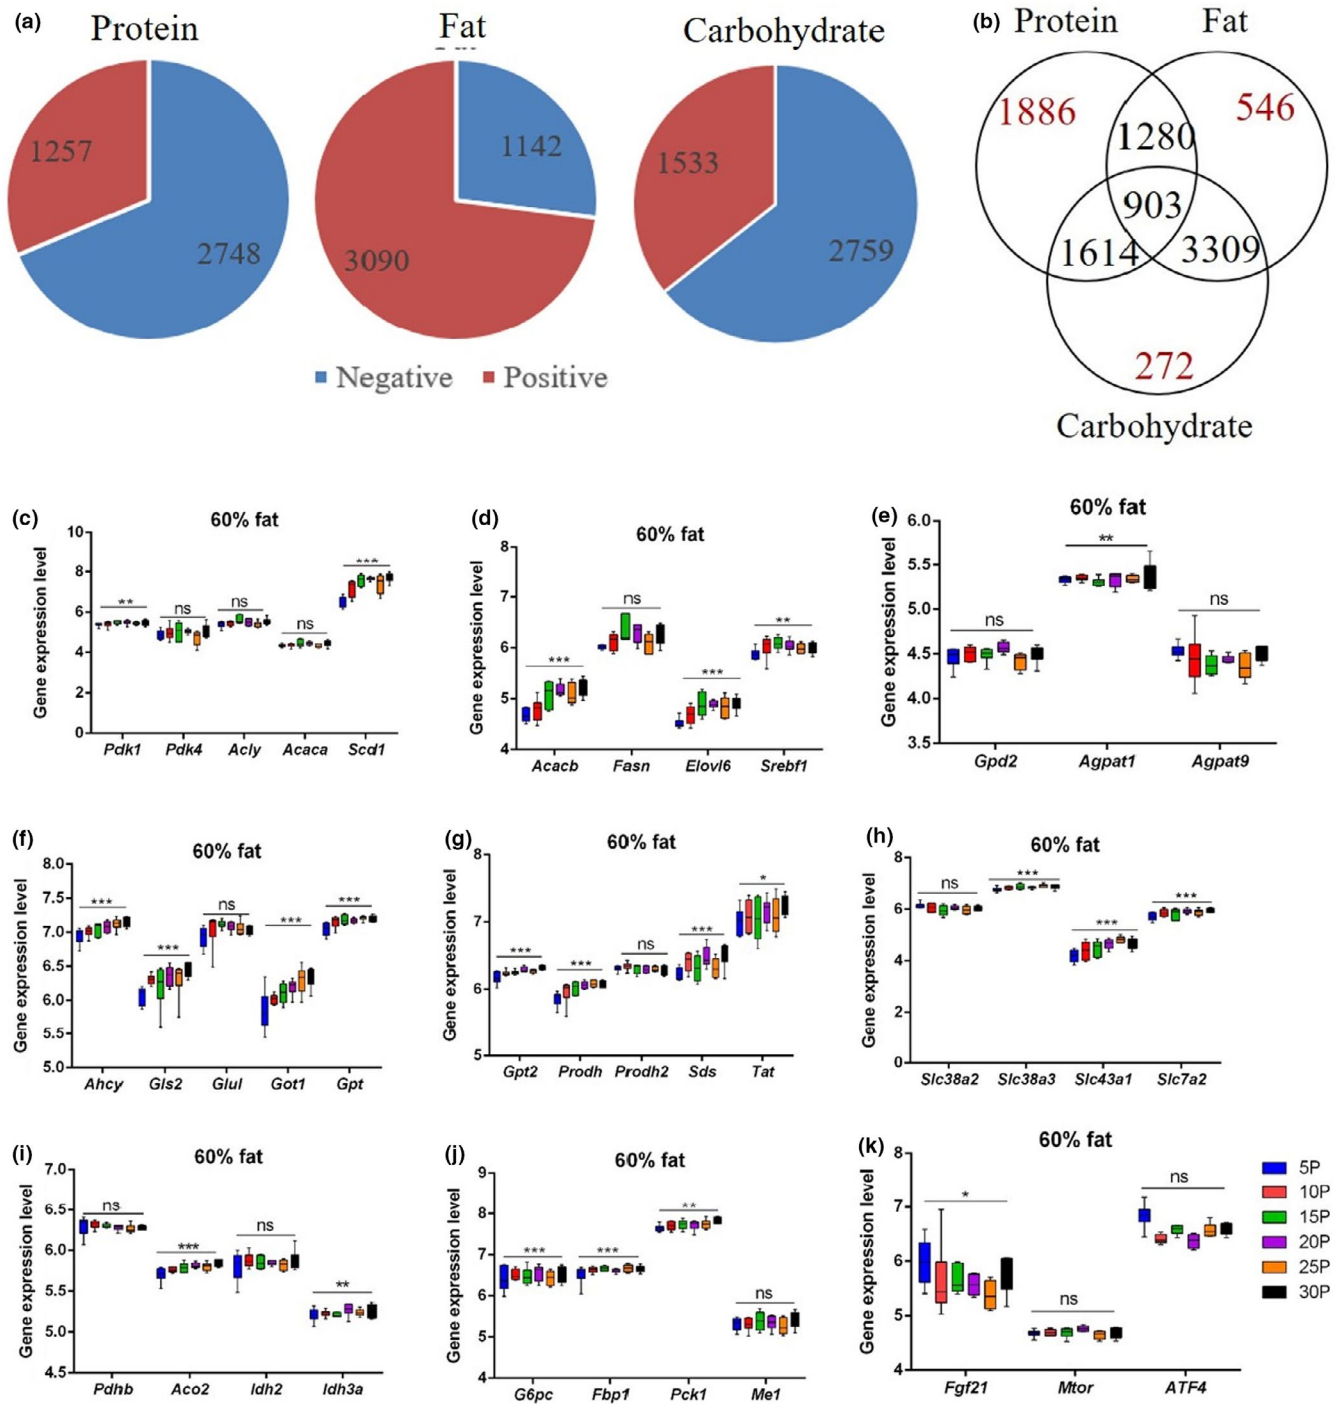 (a)
Protein
Fat
Carbohydrate
1257
2748
1142
3090
1533
2759
Negative
Positive
(b)
Protein
Fat
1886
1280
546
903
1614
3309
272
Carbohydrate
(c)
60% fat
Gene expression level
10
8
6
4
2
0
**
ns
ns
ns
***
Pdk1 Pdk4 Acly Acaca Scd1
(d)
60% fat
Gene expression level
8
7
6
5
4
***
ns
***
**
Acacb Fasn Elovl6 Srebf1
(e)
60% fat
Gene expression level
6.0
5.5
5.0
4.5
4.0
3.5
ns
**
ns
Gpd2 Agpat1 Agpat9
(f)
60% fat
Gene expression level
8.0
7.5
7.0
6.5
6.0
5.5
5.0
***
***
ns
***
***
Ahcy Gls2 Glul Got1 Gpt
(g)
60% fat
Gene expression level
8
7
6
5
***
***
ns
***
*
Gpt2 Prodh Prodh2 Sds Tat
(h)
60% fat
Gene expression level
8
6
4
2
0
ns
***
***
***
Slc38a2 Slc38a3 Slc43a1 Slc7a2
(i)
60% fat
Gene expression level
7.0
6.5
6.0
5.5
5.0
4.5
ns
***
ns
**
Pdhb Aco2 Idh2 Idh3a
(j)
60% fat
Gene expression level
9
8
7
6
5
4
***
***
**
ns
G6pc Fbp1 Pck1 Me1
(k)
60% fat
Gene expression level
8
7
6
5
4
*
ns
ns
Fgf21 Mtor ATF4
5P
10P
15P
20P
25P
30P